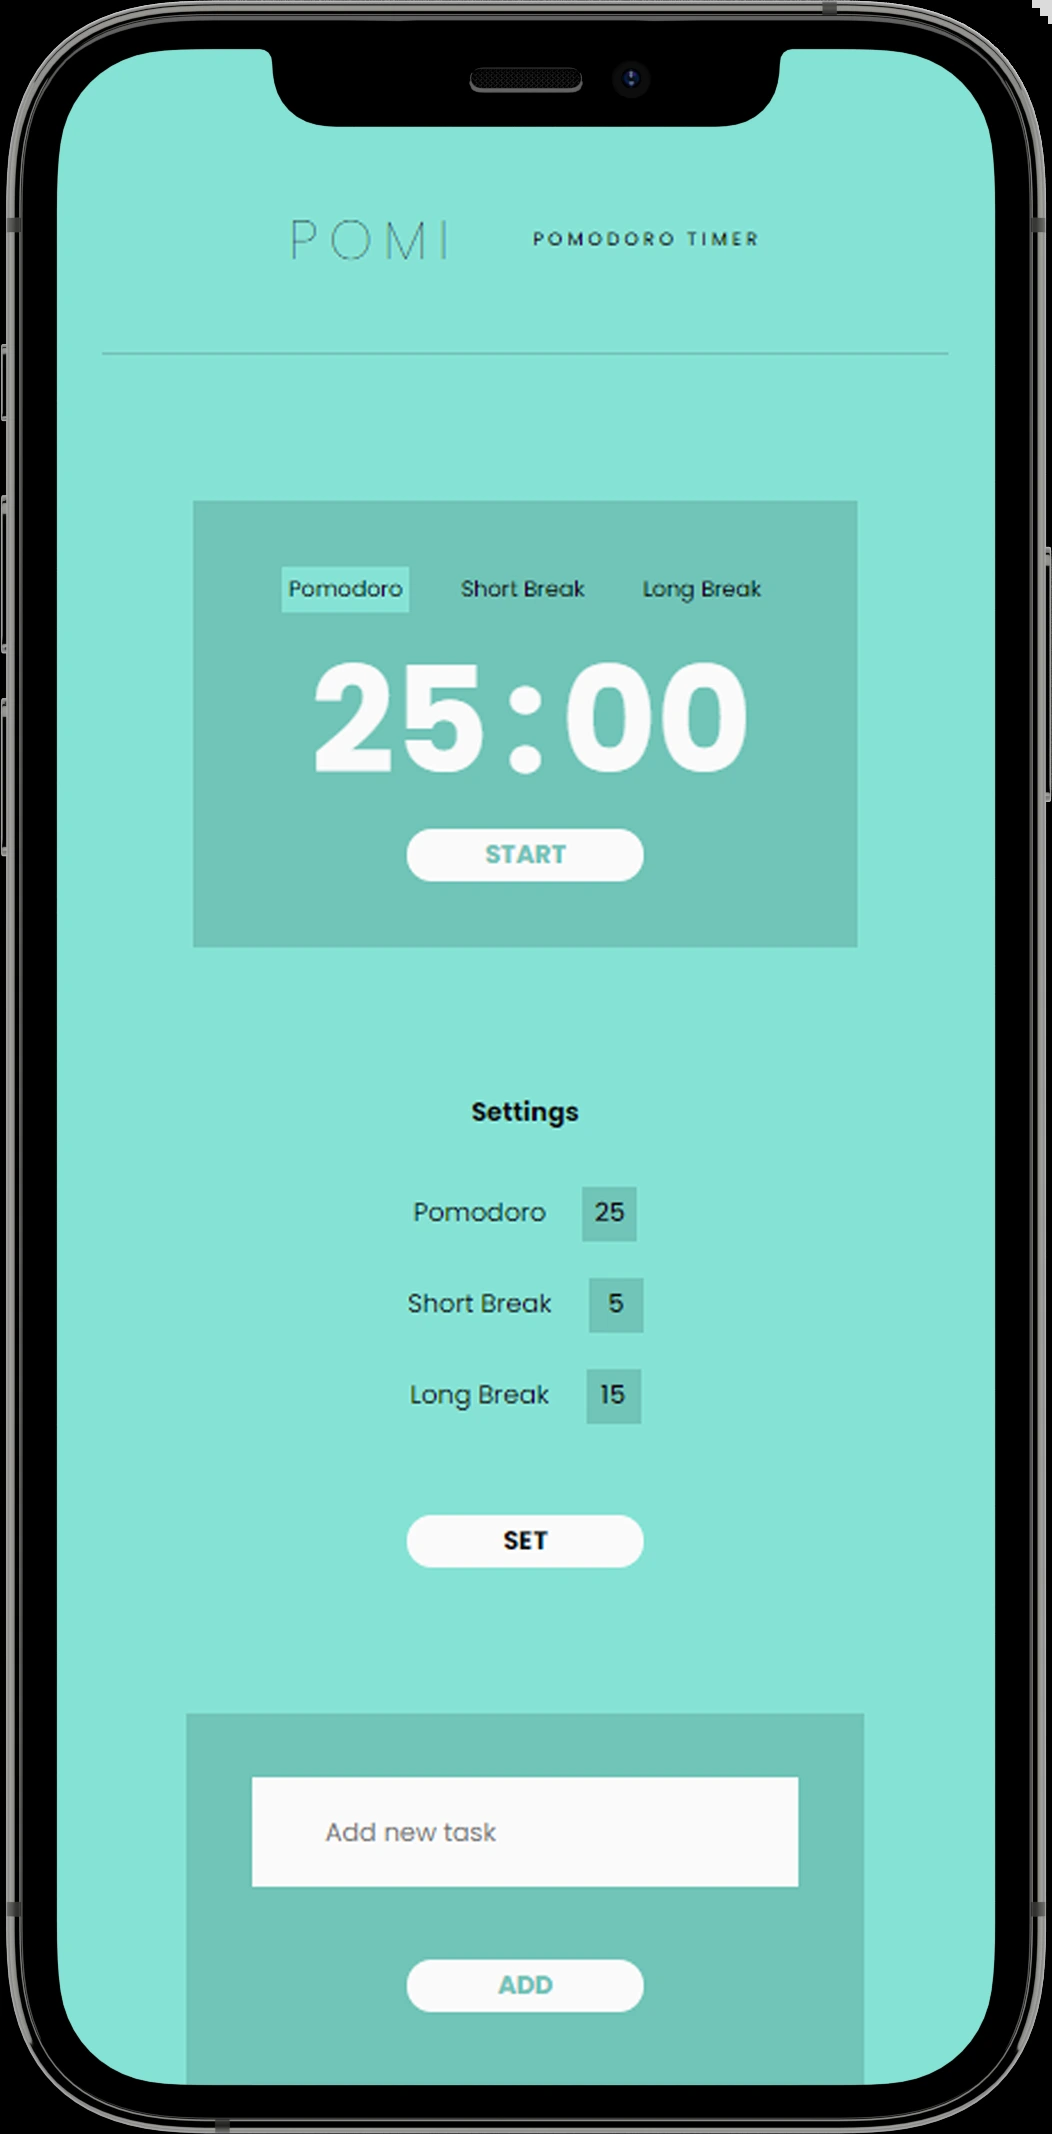 POMI POMODORO TIMER
Pomodoro Short Break Long Break
25:00
START
Settings
Pomodoro 25
Short Break 5
Long Break 15
SET
Add new task
ADD